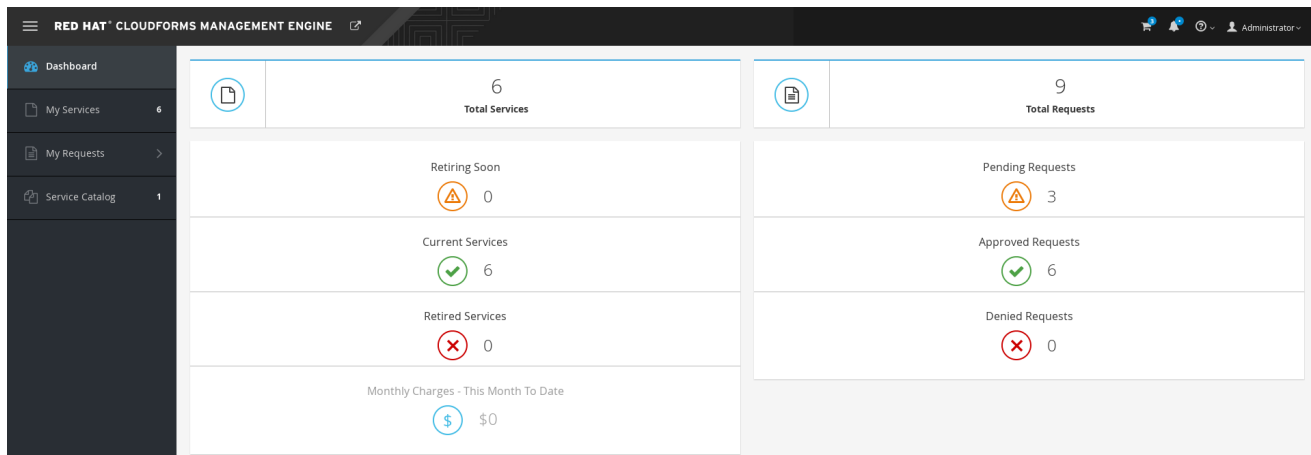 RED HAT® CLOUDFORMS MANAGEMENT ENGINE
3
Administrator
Dashboard
My Services 6
My Requests
Service Catalog 1
6
Total Services
Retiring Soon
0
Current Services
6
Retired Services
0
Monthly Charges - This Month To Date
$ $0
9
Total Requests
Pending Requests
3
Approved Requests
6
Denied Requests
0